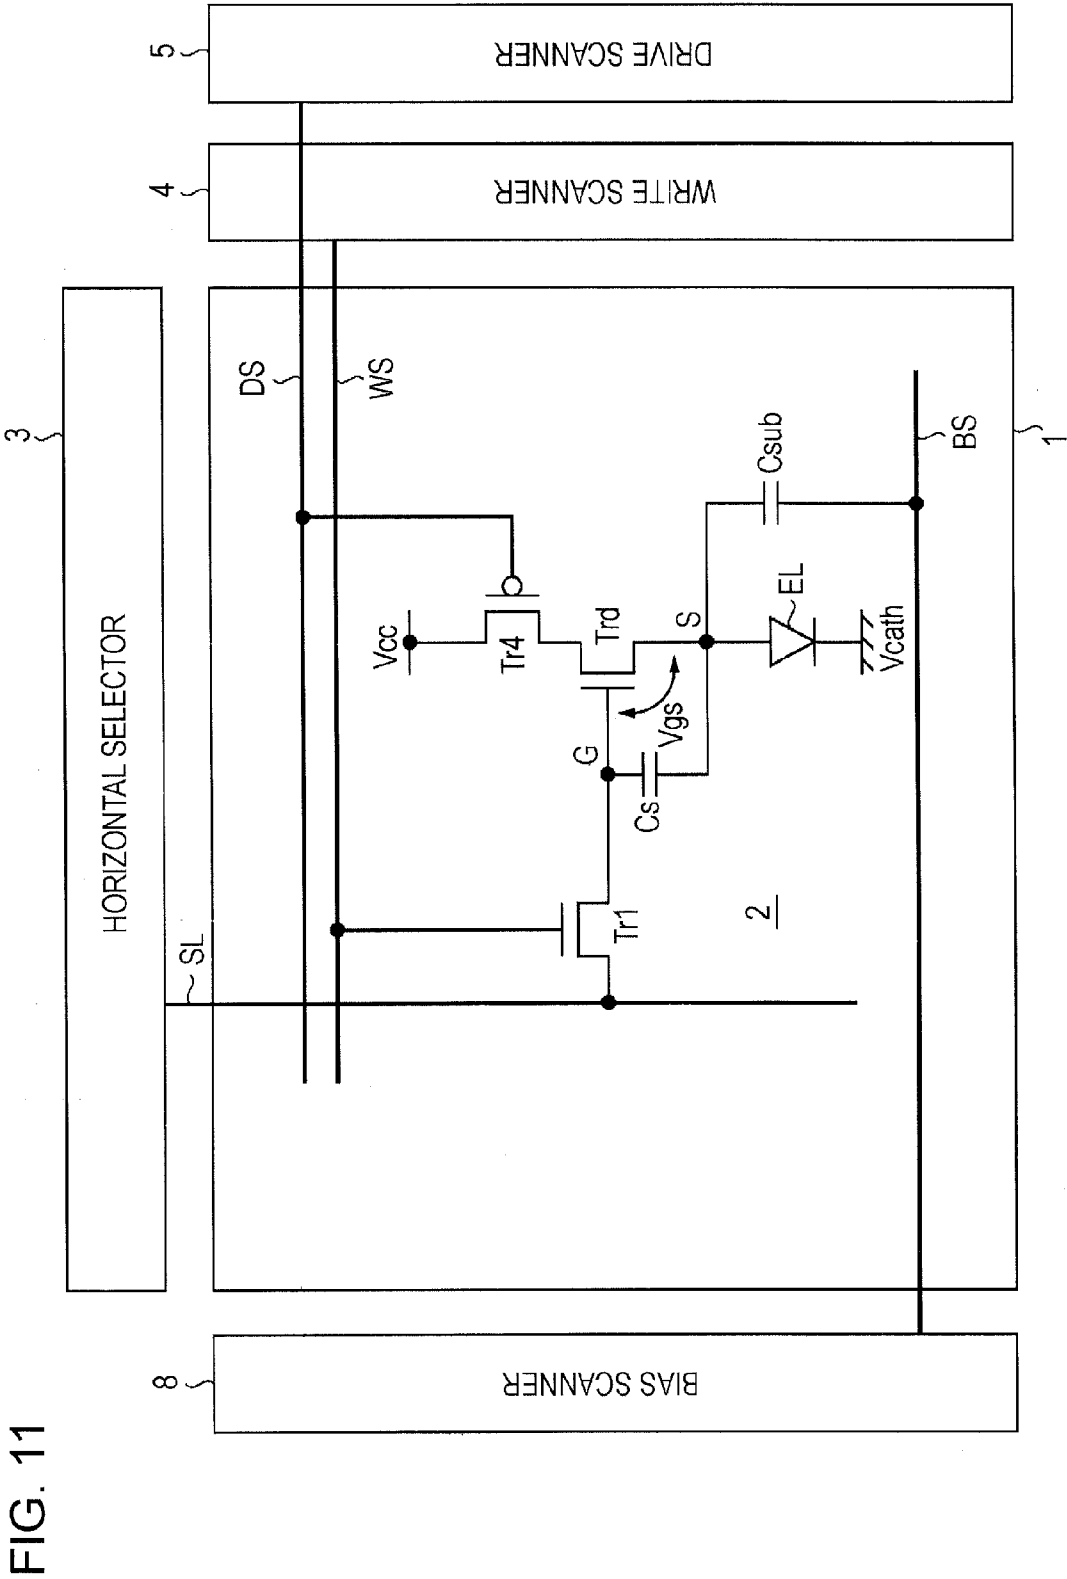 FIG. 11
HORIZONTAL SELECTOR
3
SL
8
BIAS SCANNER
DS
WS
4
WRITE SCANNER
5
DRIVE SCANNER
Vcc
Tr4
Tr1
G
Trd
Cs
Vgs
S
Csub
EL
Vcath
2
BS
1